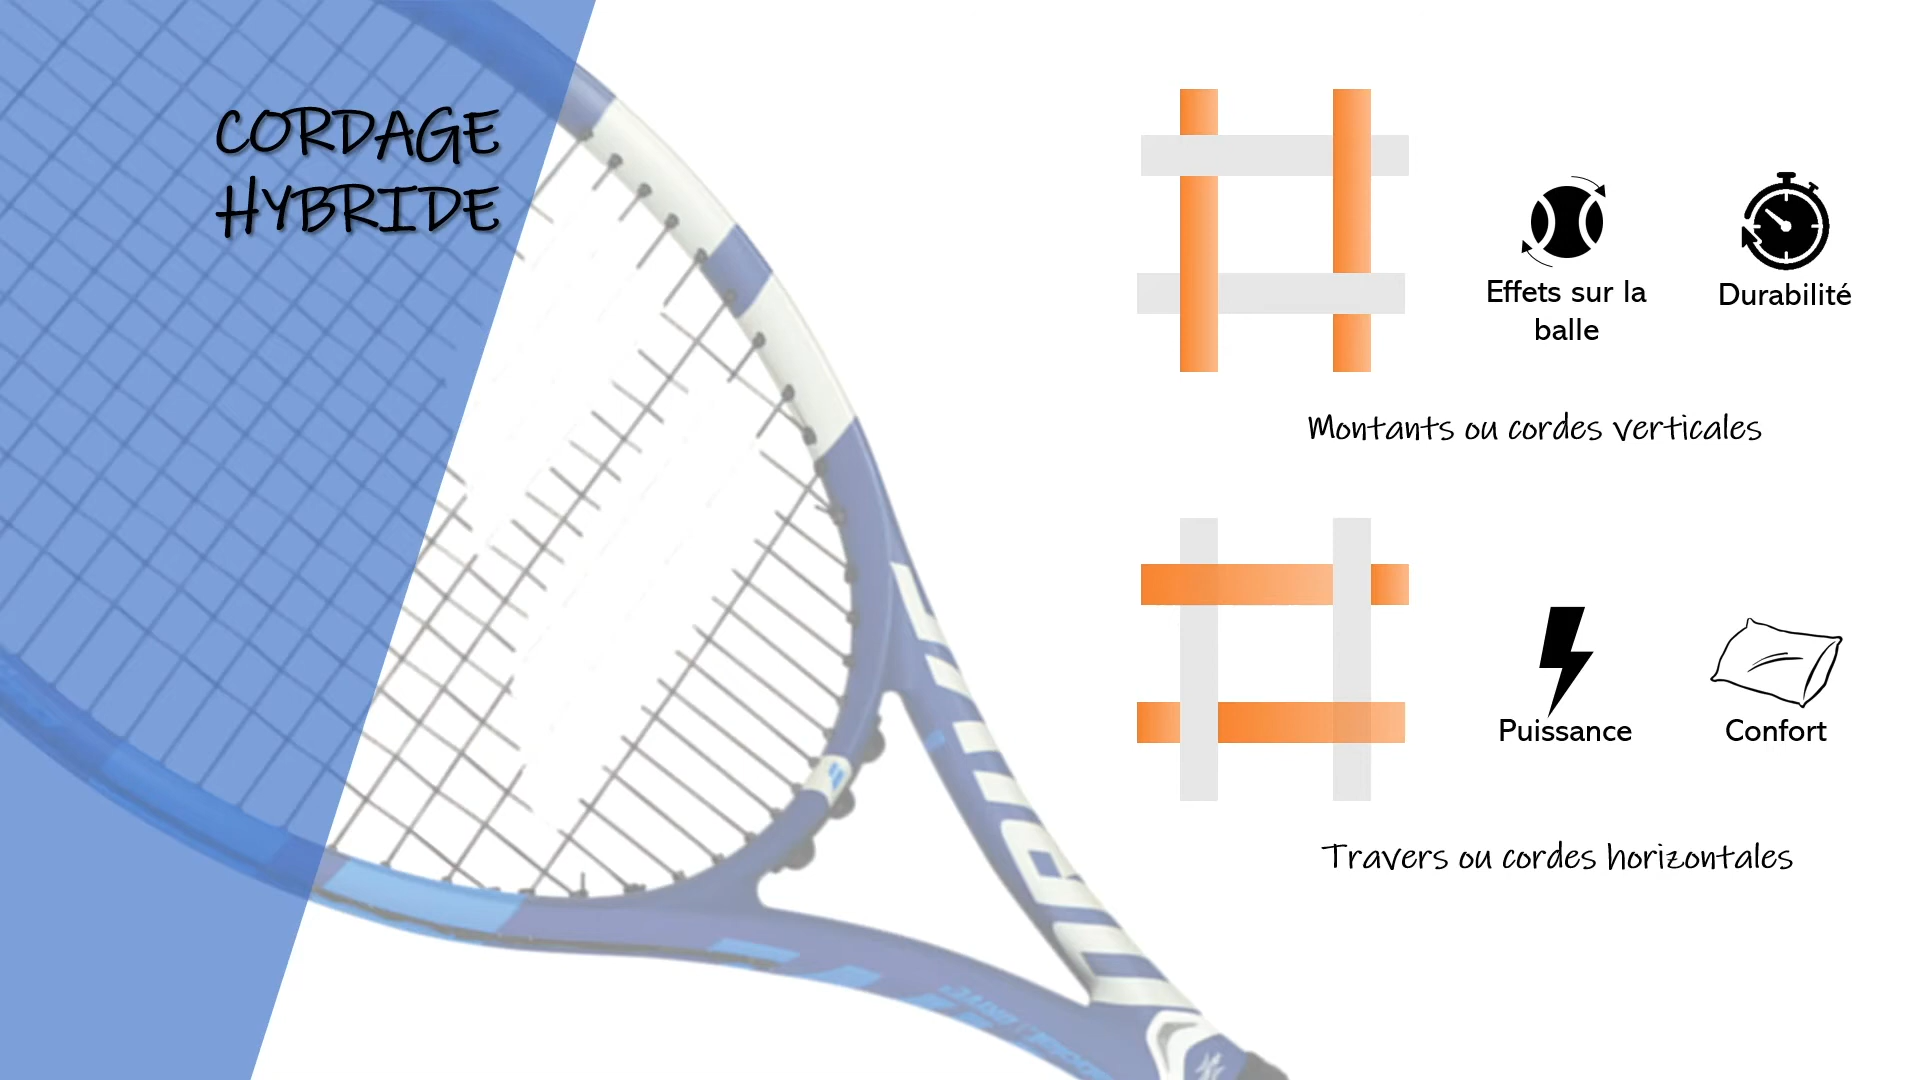 CORDAGE
HYBRIDE
Effets sur la
balle
Durabilité
Montants ou cordes verticales
Puissance
Confort
Travers ou cordes horizontales